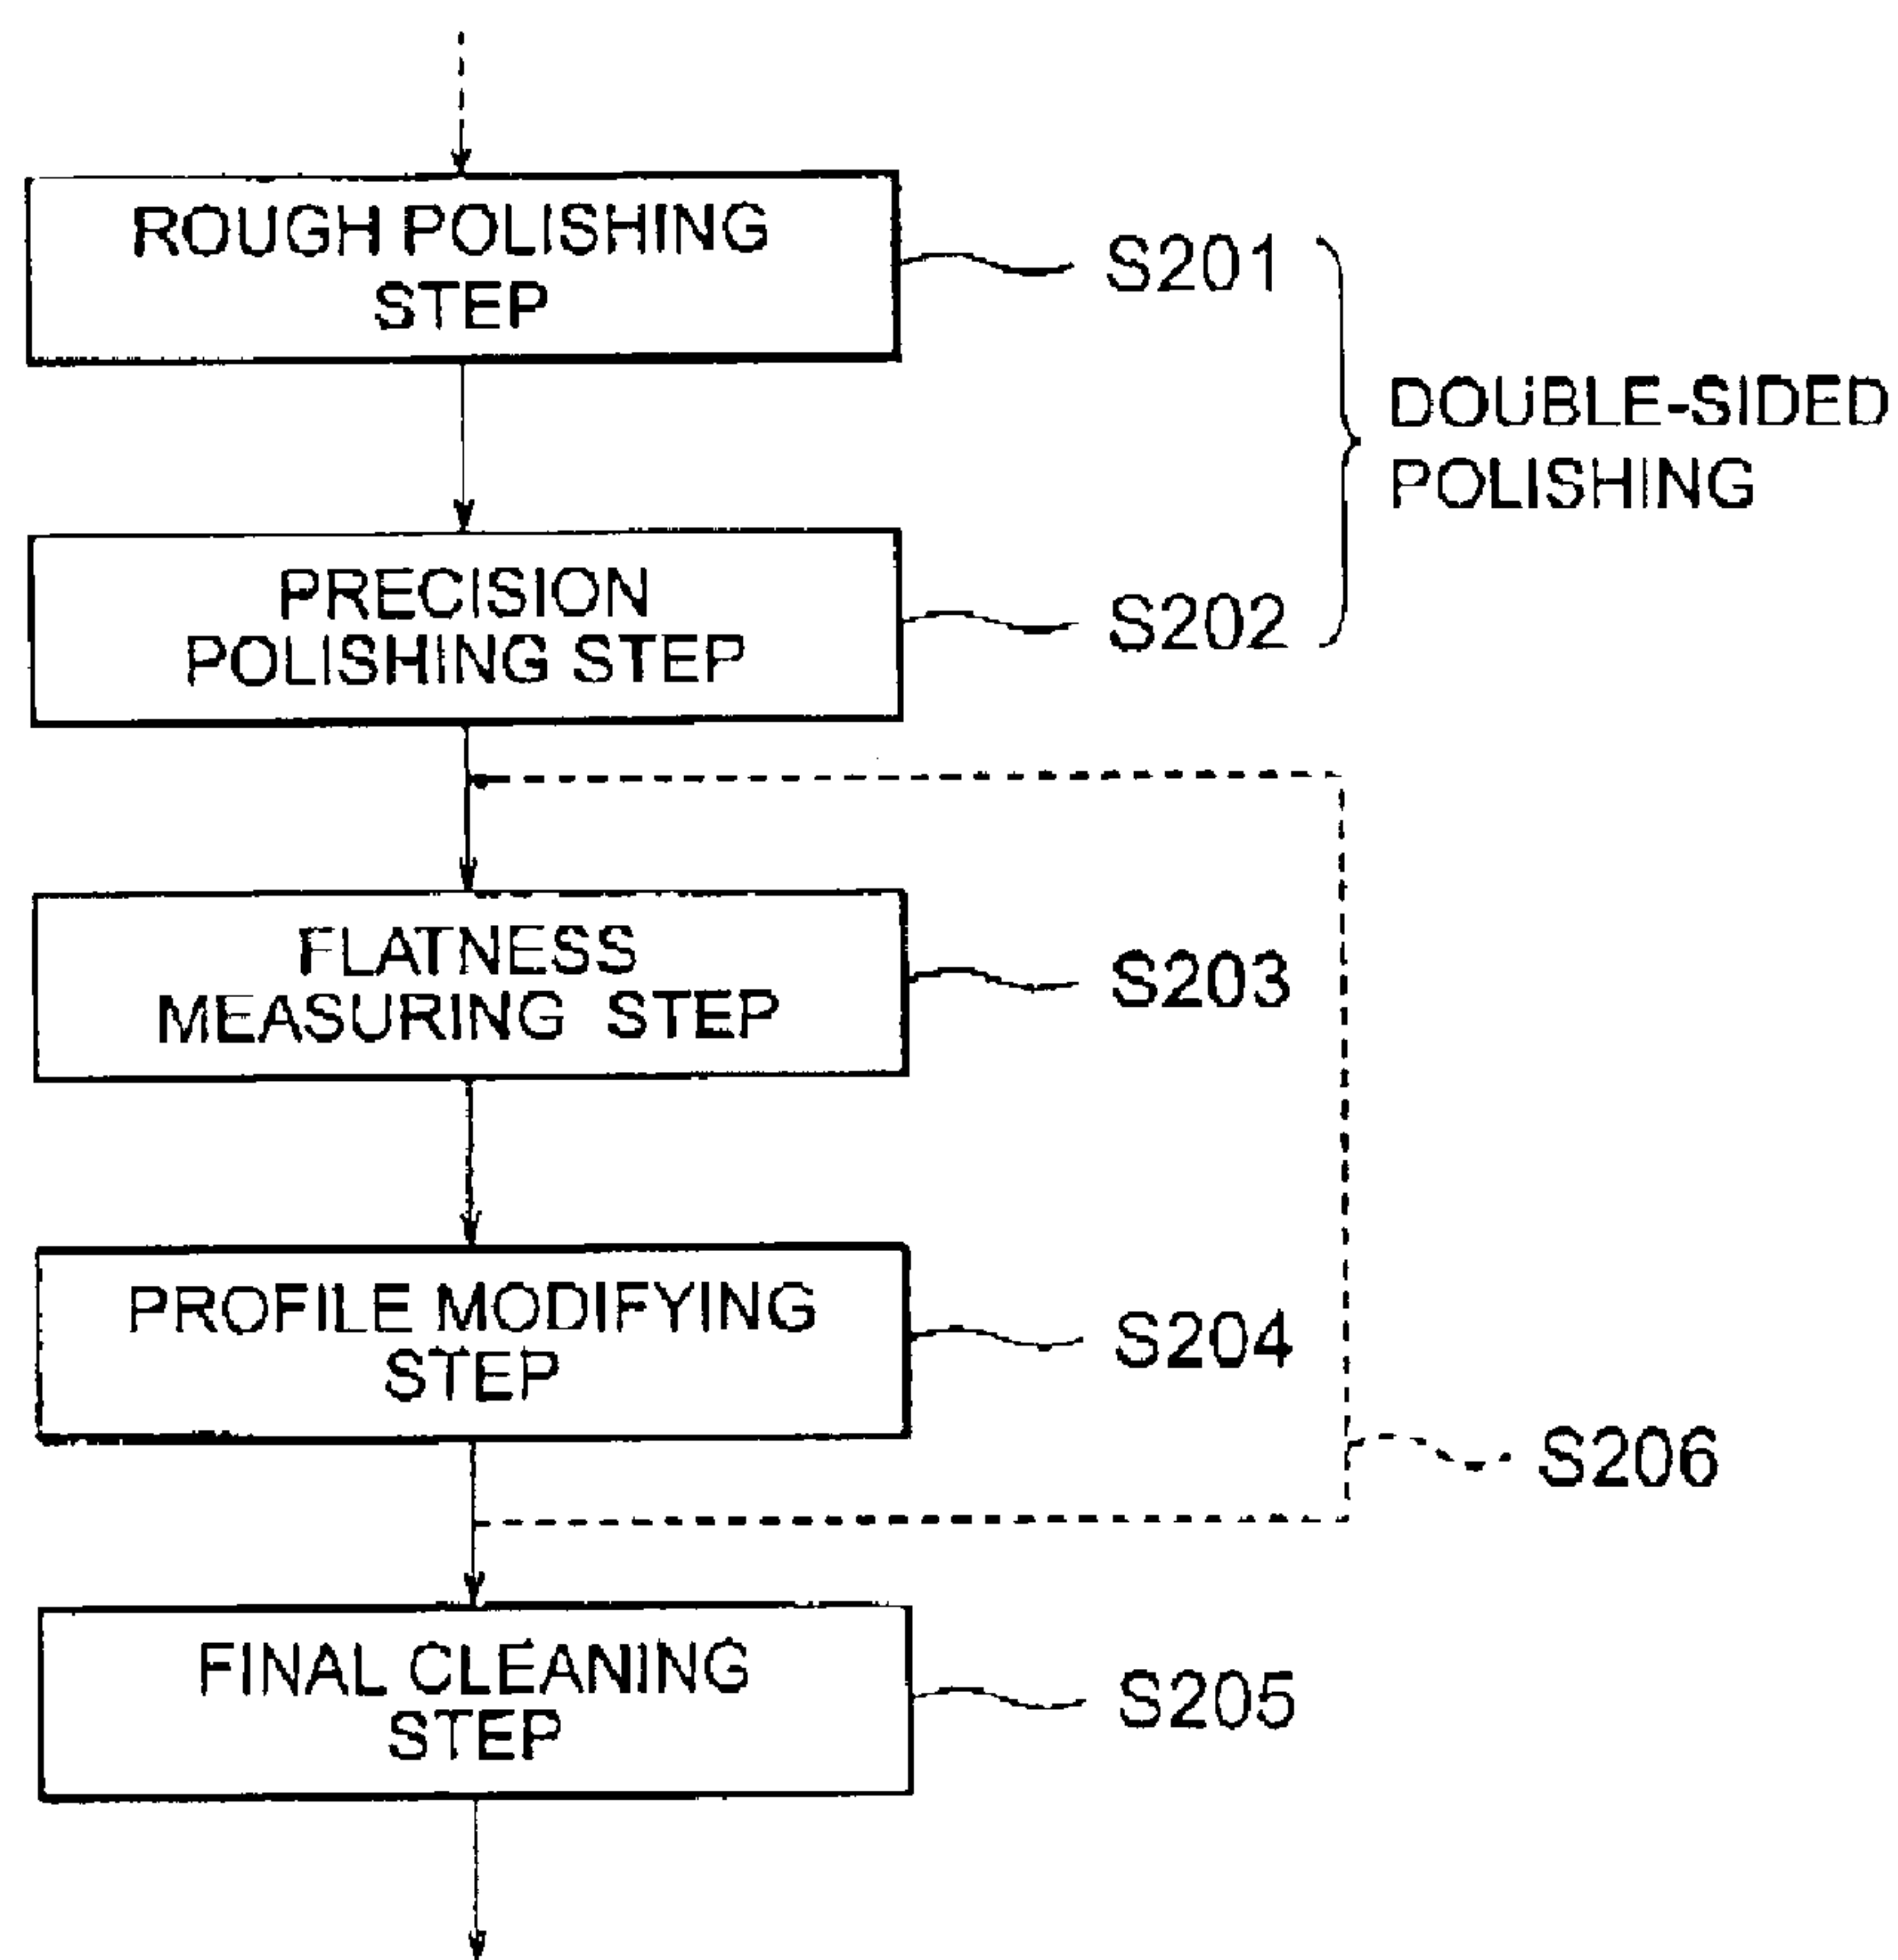 ROUGH POLISHING
STEP
S201
DOUBLE-SIDED
POLISHING
PRECISION
POLISHING STEP
S202
FLATNESS
MEASURING STEP
S203
PROFILE MODIFYING
STEP
S204
S206
FINAL CLEANING
STEP
S205